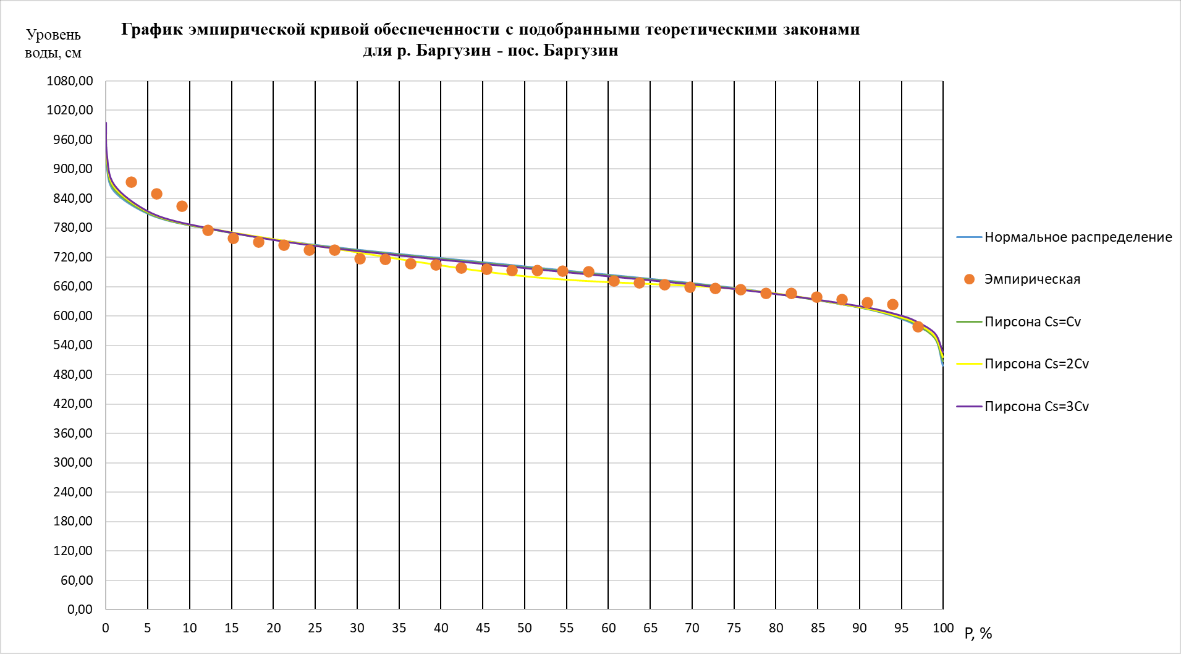 График эмпирической кривой обеспеченности с подобранными теоретическими законами
для р. Баргузин - пос. Баргузин
Уровень
воды, см
1080,00
1020,00
960,00
900,00
840,00
780,00
720,00
660,00
600,00
540,00
480,00
420,00
360,00
300,00
240,00
180,00
120,00
60,00
0,00
0 5 10 15 20 25 30 35 40 45 50 55 60 65 70 75 80 85 90 95 100
P, %
Нормальное распределение
Эмпирическая
Пирсона Cs=Cv
Пирсона Cs=2Cv
Пирсона Cs=3Cv